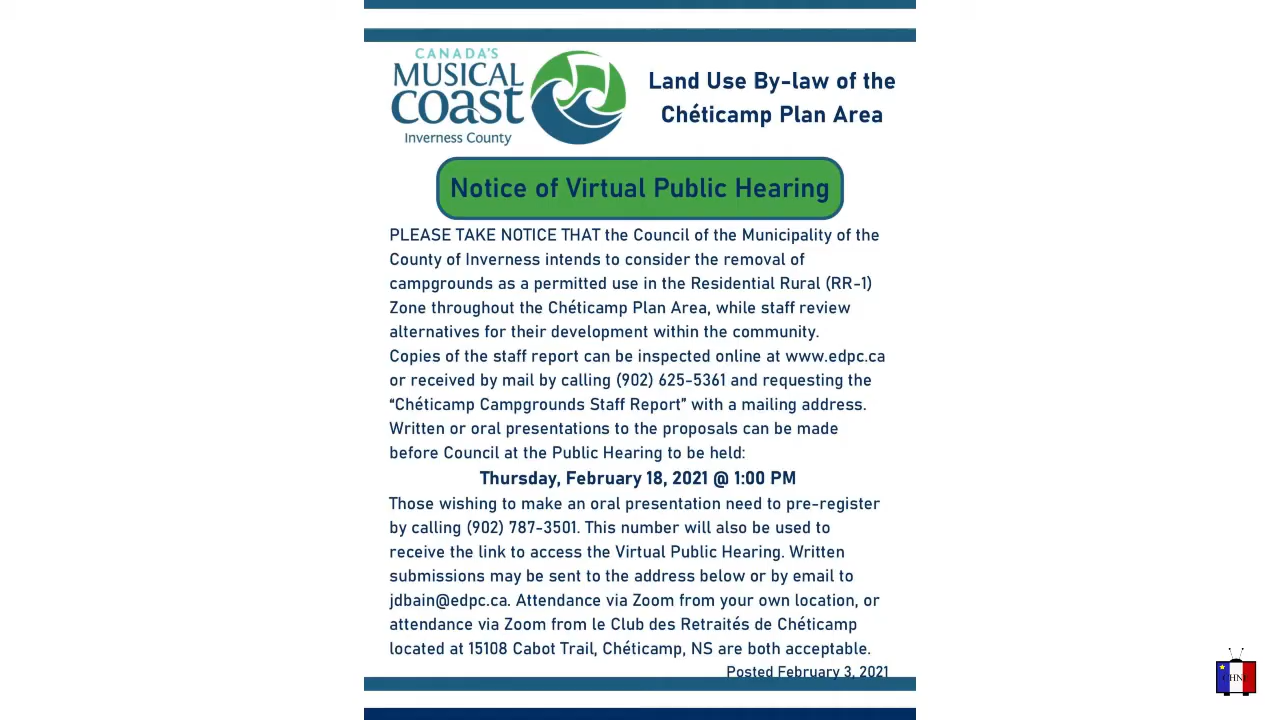 CANADA'S
MUSICAL
coast
Inverness County
Land Use By-law of the
Chéticamp Plan Area
Notice of Virtual Public Hearing
PLEASE TAKE NOTICE THAT the Council of the Municipality of the
County of Inverness intends to consider the removal of
campgrounds as a permitted use in the Residential Rural (RR-1)
Zone throughout the Chéticamp Plan Area, while staff review
alternatives for their development within the community.
Copies of the staff report can be inspected online at www.edpc.ca
or received by mail by calling (902) 625-5361 and requesting the
“Chéticamp Campgrounds Staff Report” with a mailing address.
Written or oral presentations to the proposals can be made
before Council at the Public Hearing to be held:
Thursday, February 18, 2021 @ 1:00 PM
Those wishing to make an oral presentation need to pre-register
by calling (902) 787-3501. This number will also be used to
receive the link to access the Virtual Public Hearing. Written
submissions may be sent to the address below or by email to
jdbain@edpc.ca. Attendance via Zoom from your own location, or
attendance via Zoom from le Club des Retraités de Chéticamp
located at 15108 Cabot Trail, Chéticamp, NS are both acceptable.
Posted February 3, 2021